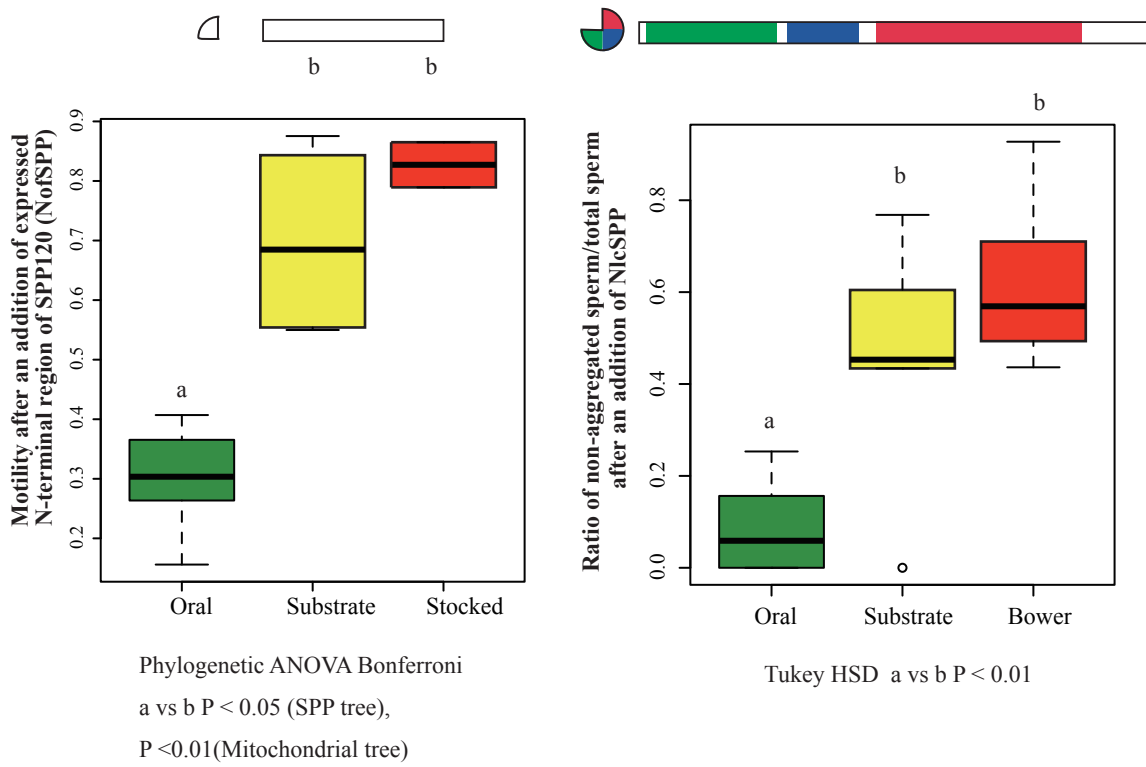 b
b
Motility after an addition of expressed
N-terminal region of SPP120 (NofSPP)
0.9
0.8
0.7
0.6
0.5
0.4
0.3
0.2
a
Oral
Substrate
Stocked
Phylogenetic ANOVA Bonferroni
a vs b P < 0.05 (SPP tree),
P <0.01(Mitochondrial tree)
Ratio of non-aggregated sperm/total sperm
after an addition of NlcSPP
0.8
0.6
0.4
0.2
0.0
a
b
b
Oral
Substrate
Bower
Tukey HSD a vs b P < 0.01